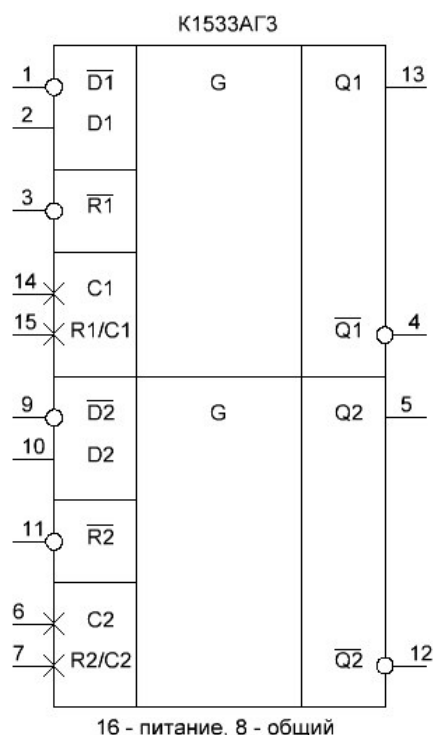 К1533АГ3
1 D1 G Q1 13
2 D1
3 R1
14 C1
15 R1/C1 Q1 4
9 D2 G Q2 5
10 D2
11 R2
6 C2
7 R2/C2 Q2 12
16 - питание, 8 - общий